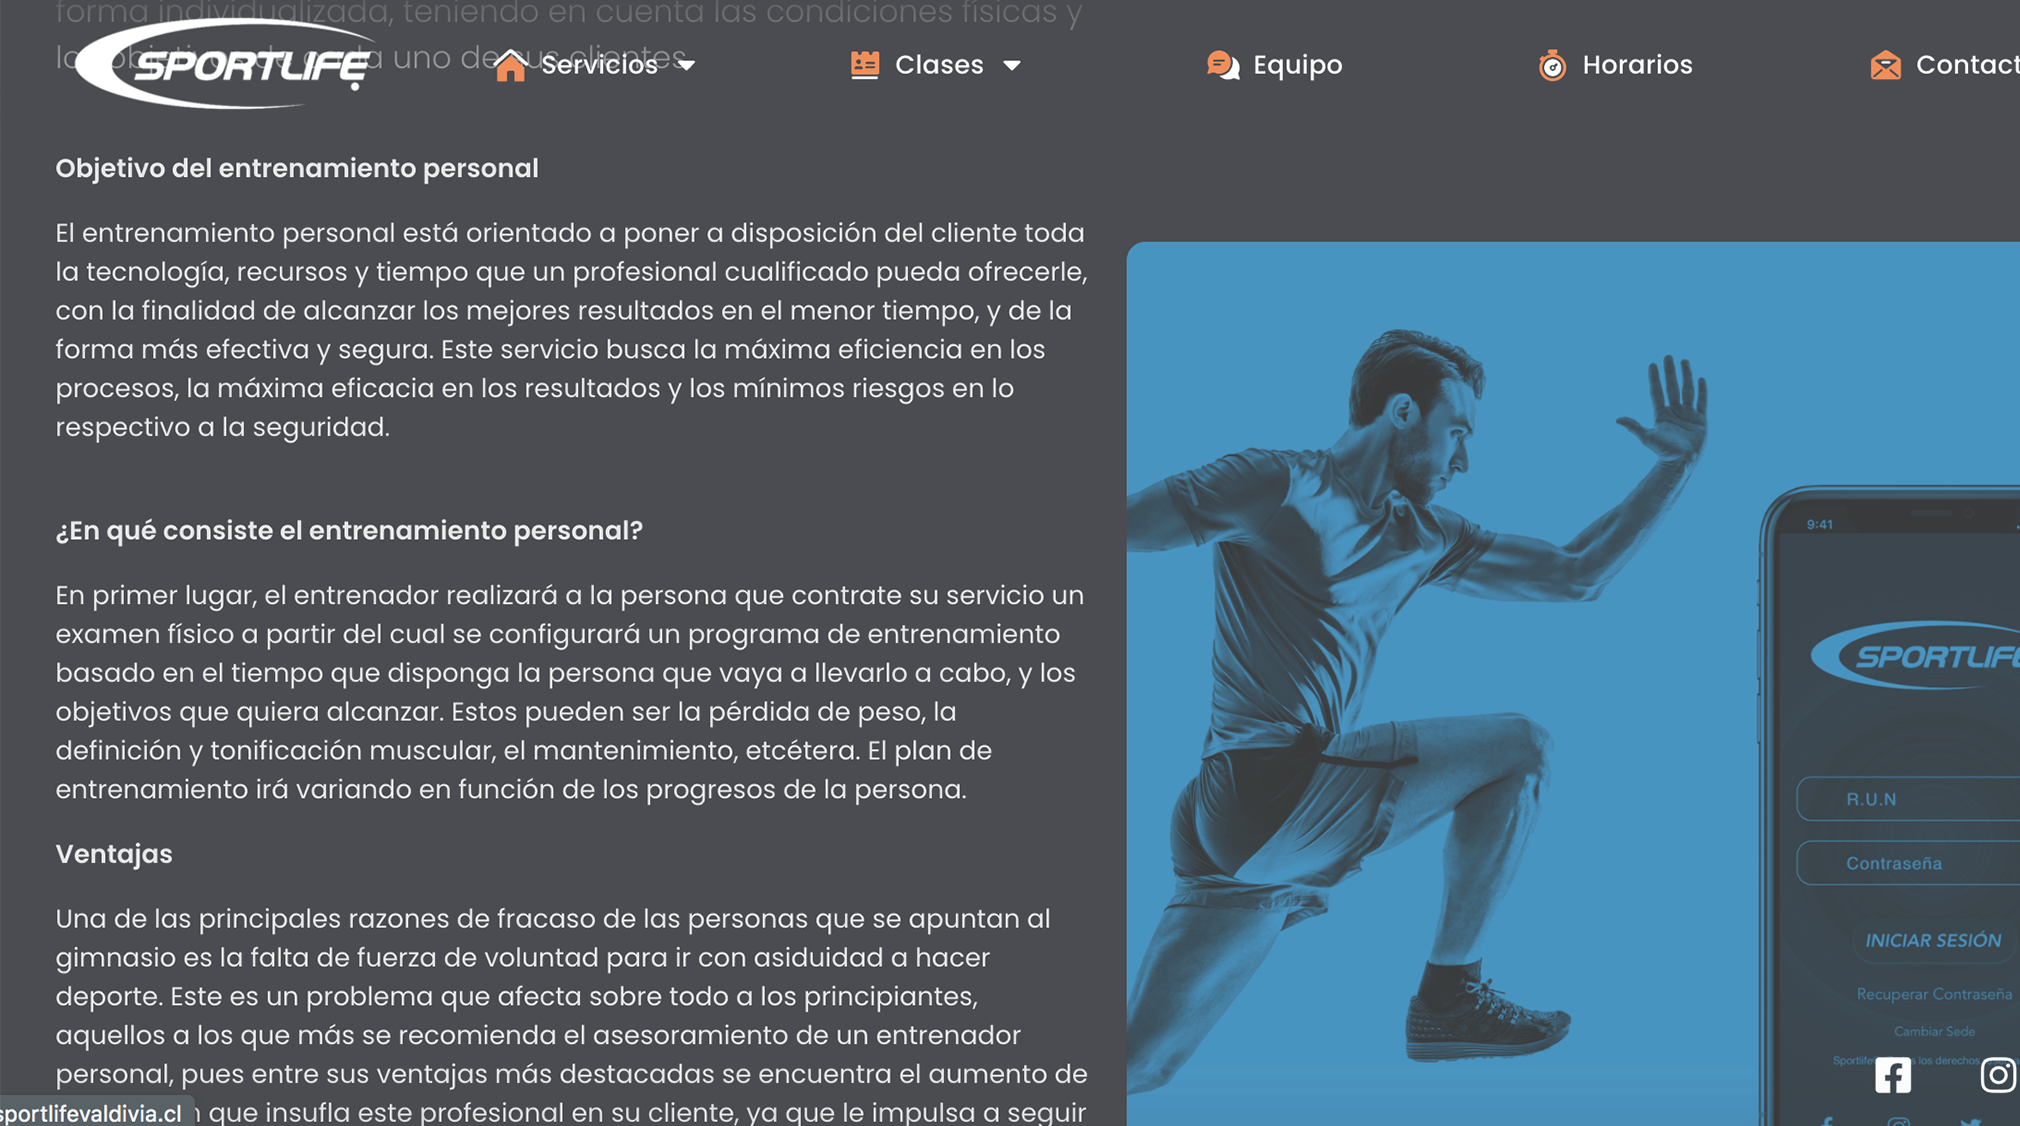 forma individualizada, teniendo en cuenta las condiciones físicas y
uno de sus clientes.
SPORTLIFE
Servicios
Clases
Equipo
Horarios
Contact
Objetivo del entrenamiento personal
El entrenamiento personal está orientado a poner a disposición del cliente toda
la tecnología, recursos y tiempo que un profesional cualificado pueda ofrecerle,
con la finalidad de alcanzar los mejores resultados en el menor tiempo, y de la
forma más efectiva y segura. Este servicio busca la máxima eficiencia en los
procesos, la máxima eficacia en los resultados y los mínimos riesgos en lo
respectivo a la seguridad.
¿En qué consiste el entrenamiento personal?
En primer lugar, el entrenador realizará a la persona que contrate su servicio un
examen físico a partir del cual se configurará un programa de entrenamiento
basado en el tiempo que disponga la persona que vaya a llevarlo a cabo, y los
objetivos que quiera alcanzar. Estos pueden ser la pérdida de peso, la
definición y tonificación muscular, el mantenimiento, etcétera. El plan de
entrenamiento irá variando en función de los progresos de la persona.
Ventajas
Una de las principales razones de fracaso de las personas que se apuntan al
gimnasio es la falta de fuerza de voluntad para ir con asiduidad a hacer
deporte. Este es un problema que afecta sobre todo a los principiantes,
aquellos a los que más se recomienda el asesoramiento de un entrenador
personal, pues entre sus ventajas más destacadas se encuentra el aumento de
que insufla este profesional en su cliente, ya que le impulsa a seguir
sportlifevaldivia.cl
9:41
SPORTLIFE
R.U.N
Contraseña
INICIAR SESIÓN
Recuperar Contraseña
Cambiar Sede
los derechos